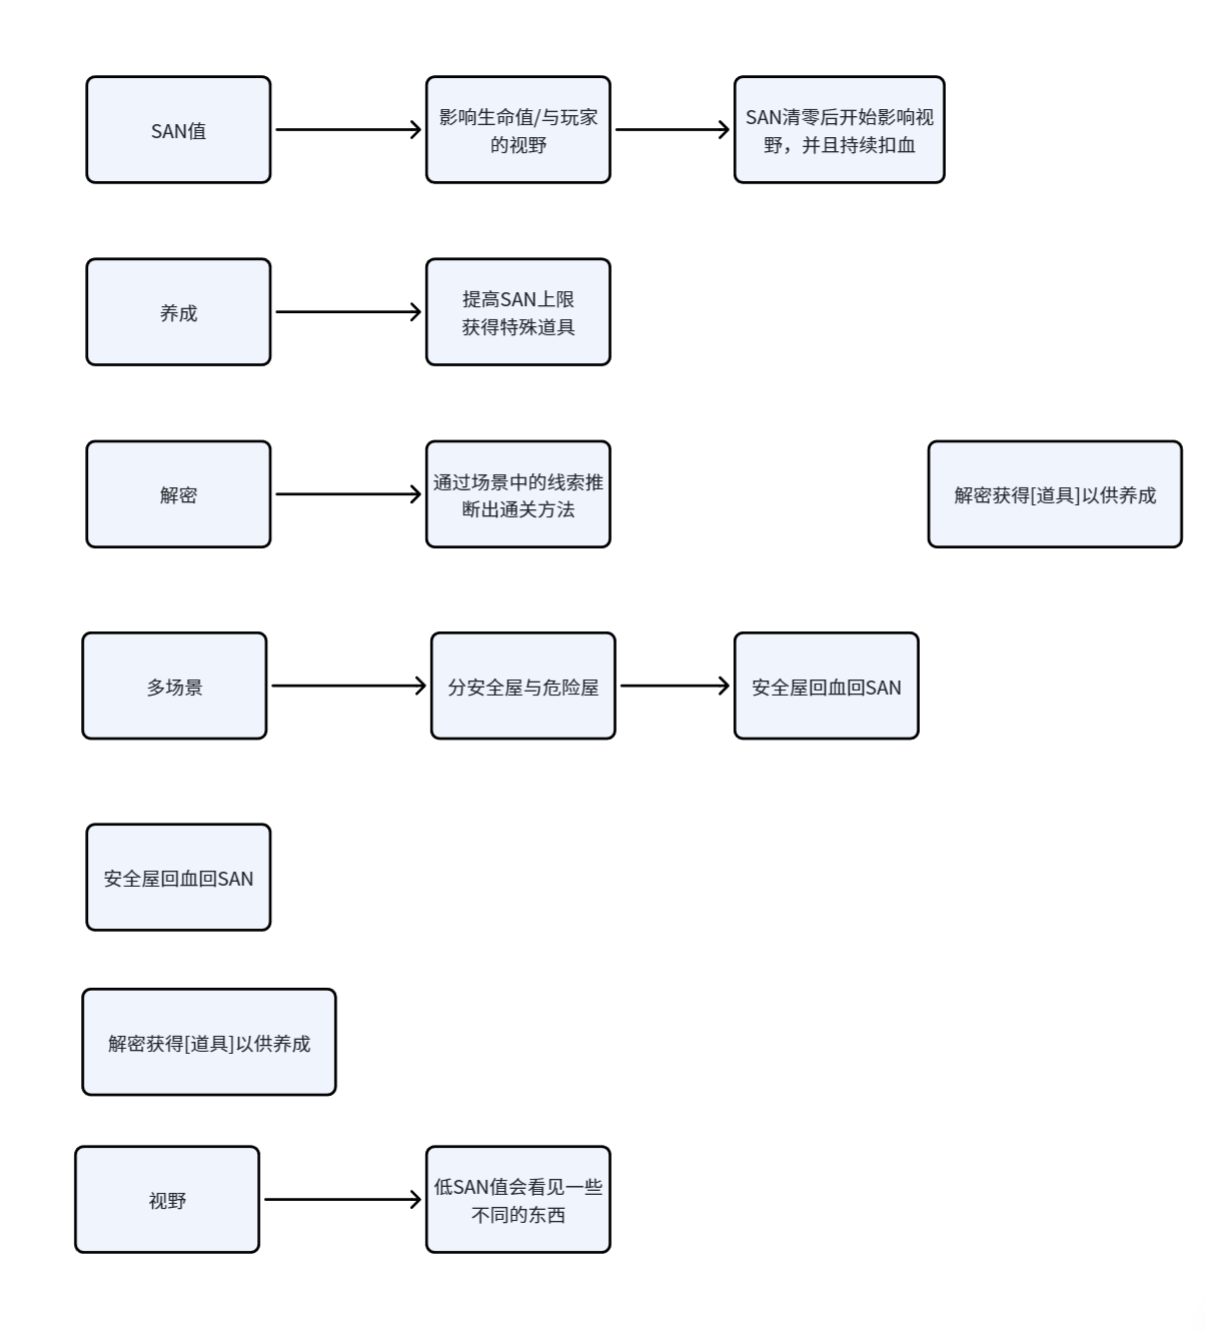 SAN值
影响生命值/与玩家
的视野
SAN清零后开始影响视
野，并且持续扣血
养成
提高SAN上限
获得特殊道具
解密
通过场景中的线索推
断出通关方法
解密获得[道具]以供养成
多场景
分安全屋与危险屋
安全屋回血回SAN
安全屋回血回SAN
解密获得[道具]以供养成
视野
低SAN值会看见一些
不同的东西